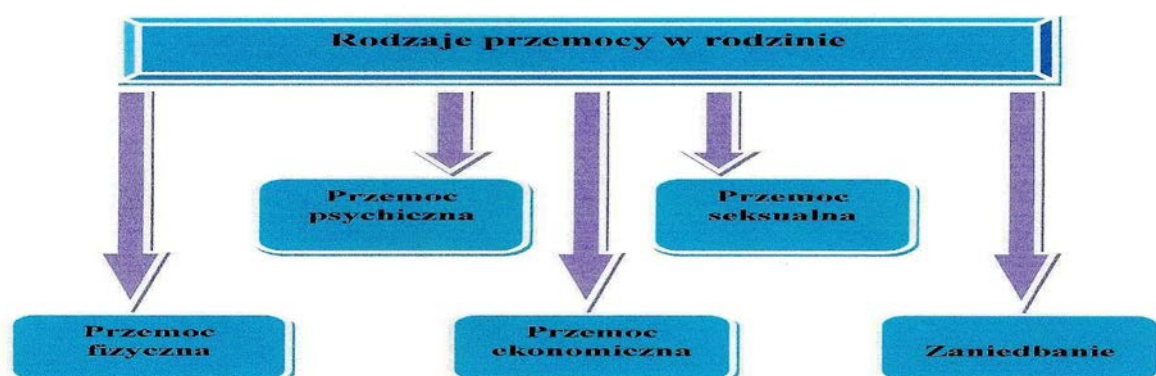 Rodzaje przemocy w rodzinie
Przemoc
psychiczna
Przemoc
seksualna
Przemoc
fizyczna
Przemoc
ekonomiczna
Zaniedbanie